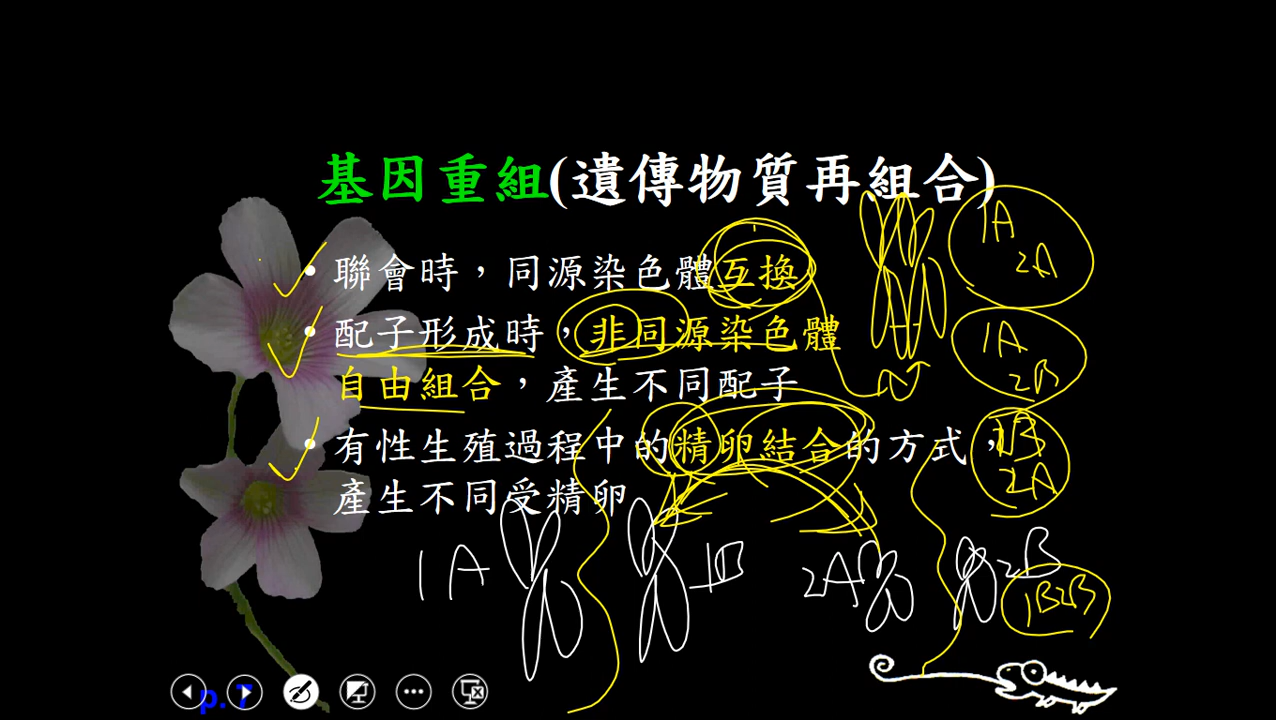 基因重組(遺傳物質再組合)
• 聯會時，同源染色體互換
• 配子形成時，非同源染色體
自由組合，產生不同配子
• 有性生殖過程中的精卵結合的方式，
產生不同受精卵
1A
2A
1A
2B
1B
2A
1A
1B
2A
2B
1B2B
p. 7